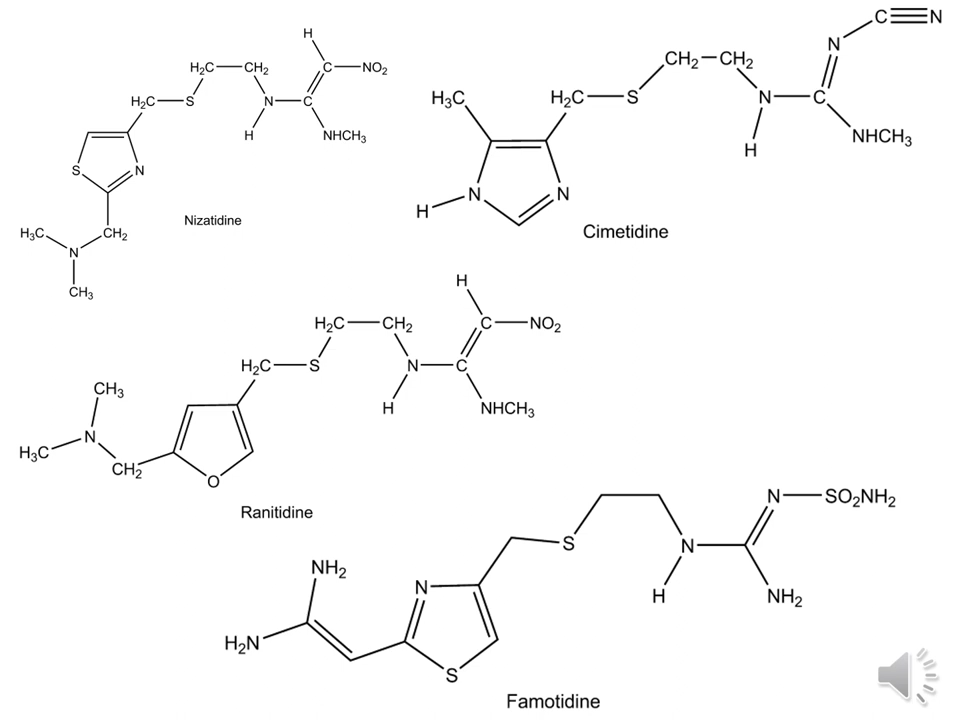 H
H₂C CH₂ C NO₂
H₂C S N C
H NHCH₃
S N
H₃C CH₂
N
CH₃
Nizatidine
C N
N
CH₂ CH₂
H₃C H₂C S N C
H NHCH₃
N N
H
Cimetidine
H
H₂C CH₂ C NO₂
H₂C S N C
H NHCH₃
CH₃
N
H₃C CH₂
O
Ranitidine
N SO₂NH₂
S N
H NH₂
NH₂ N
H₂N
S
Famotidine